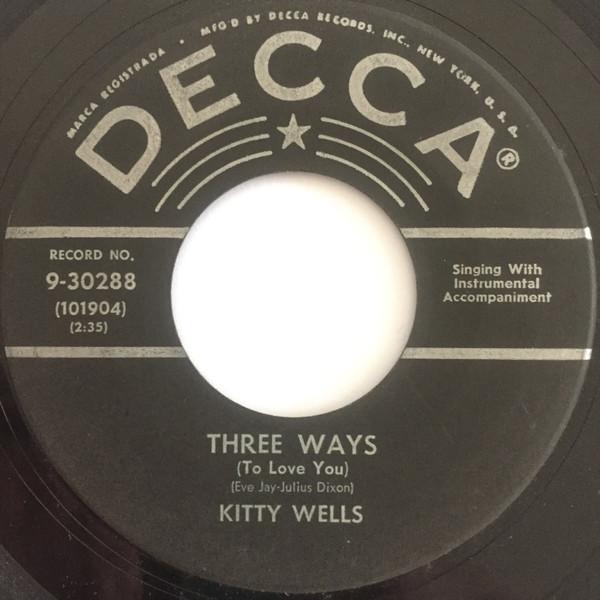 MARCA REGISTRADA • MFG'D BY DECCA RECORDS, INC., NEW YORK, U. S. A.
DECCA®
RECORD NO.
9-30288
(101904)
(2:35)
Singing With
Instrumental
Accompaniment
THREE WAYS
(To Love You)
(Eve Jay-Julius Dixon)
KITTY WELLS